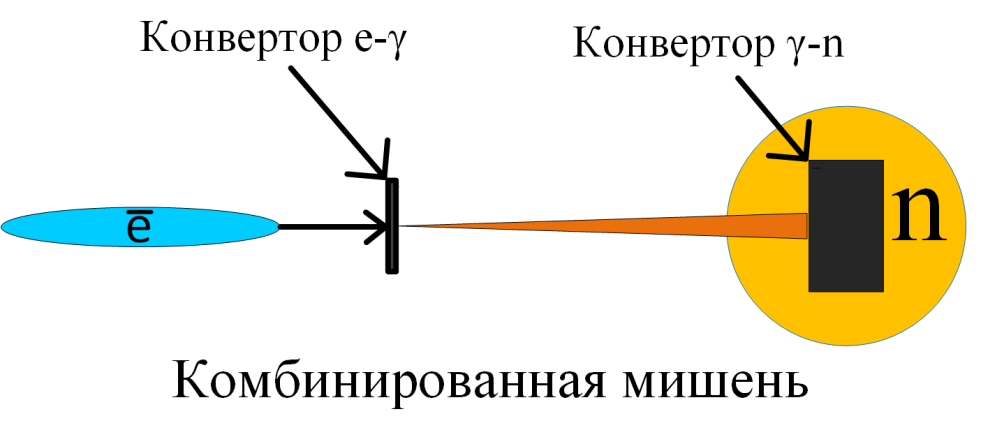 Конвертор е-γ
Конвертор γ-n
ē
n
Комбинированная мишень